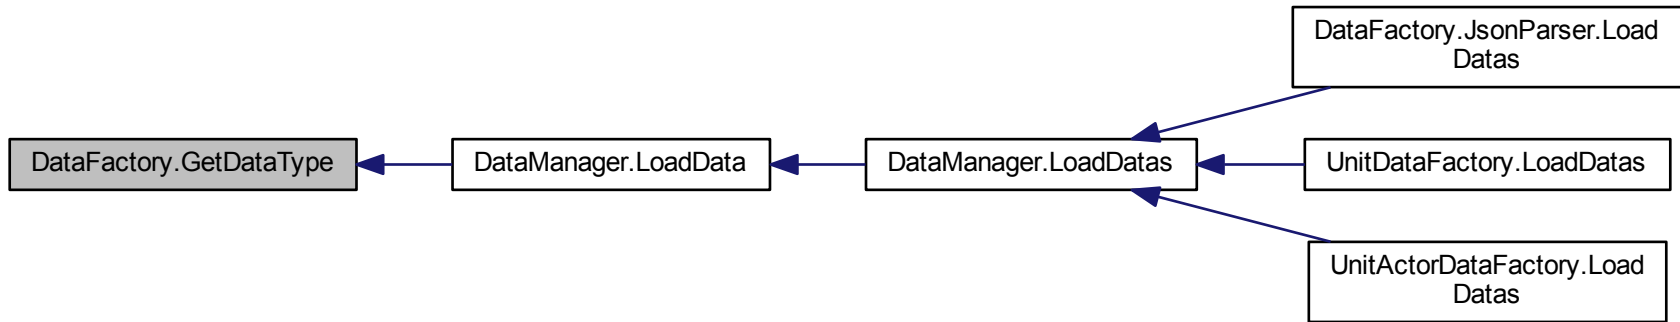 DataFactory.JsonParser.Load
Datas
DataFactory.GetDataType
DataManager.LoadData
DataManager.LoadDatas
UnitDataFactory.LoadDatas
UnitActorDataFactory.Load
Datas